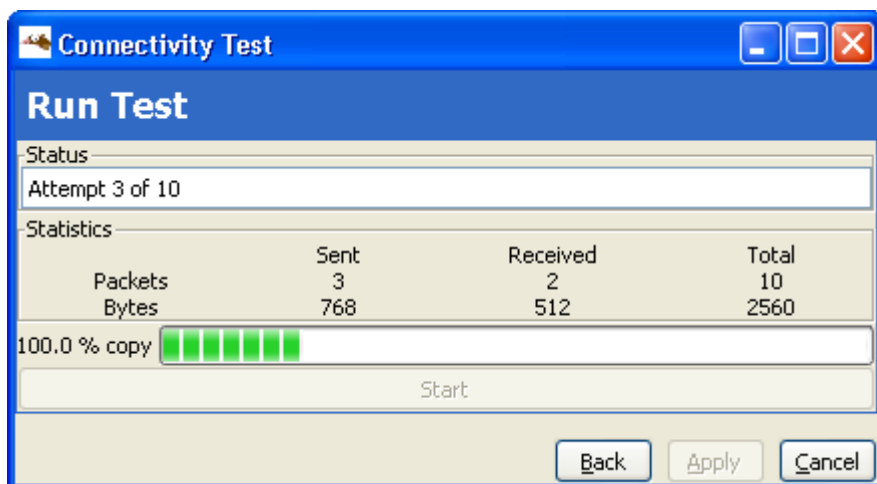 Connectivity Test
Run Test
Status
Attempt 3 of 10
Statistics
Sent Received Total
Packets 3 2 10
Bytes 768 512 2560
100.0 % copy
Start
Back Apply Cancel